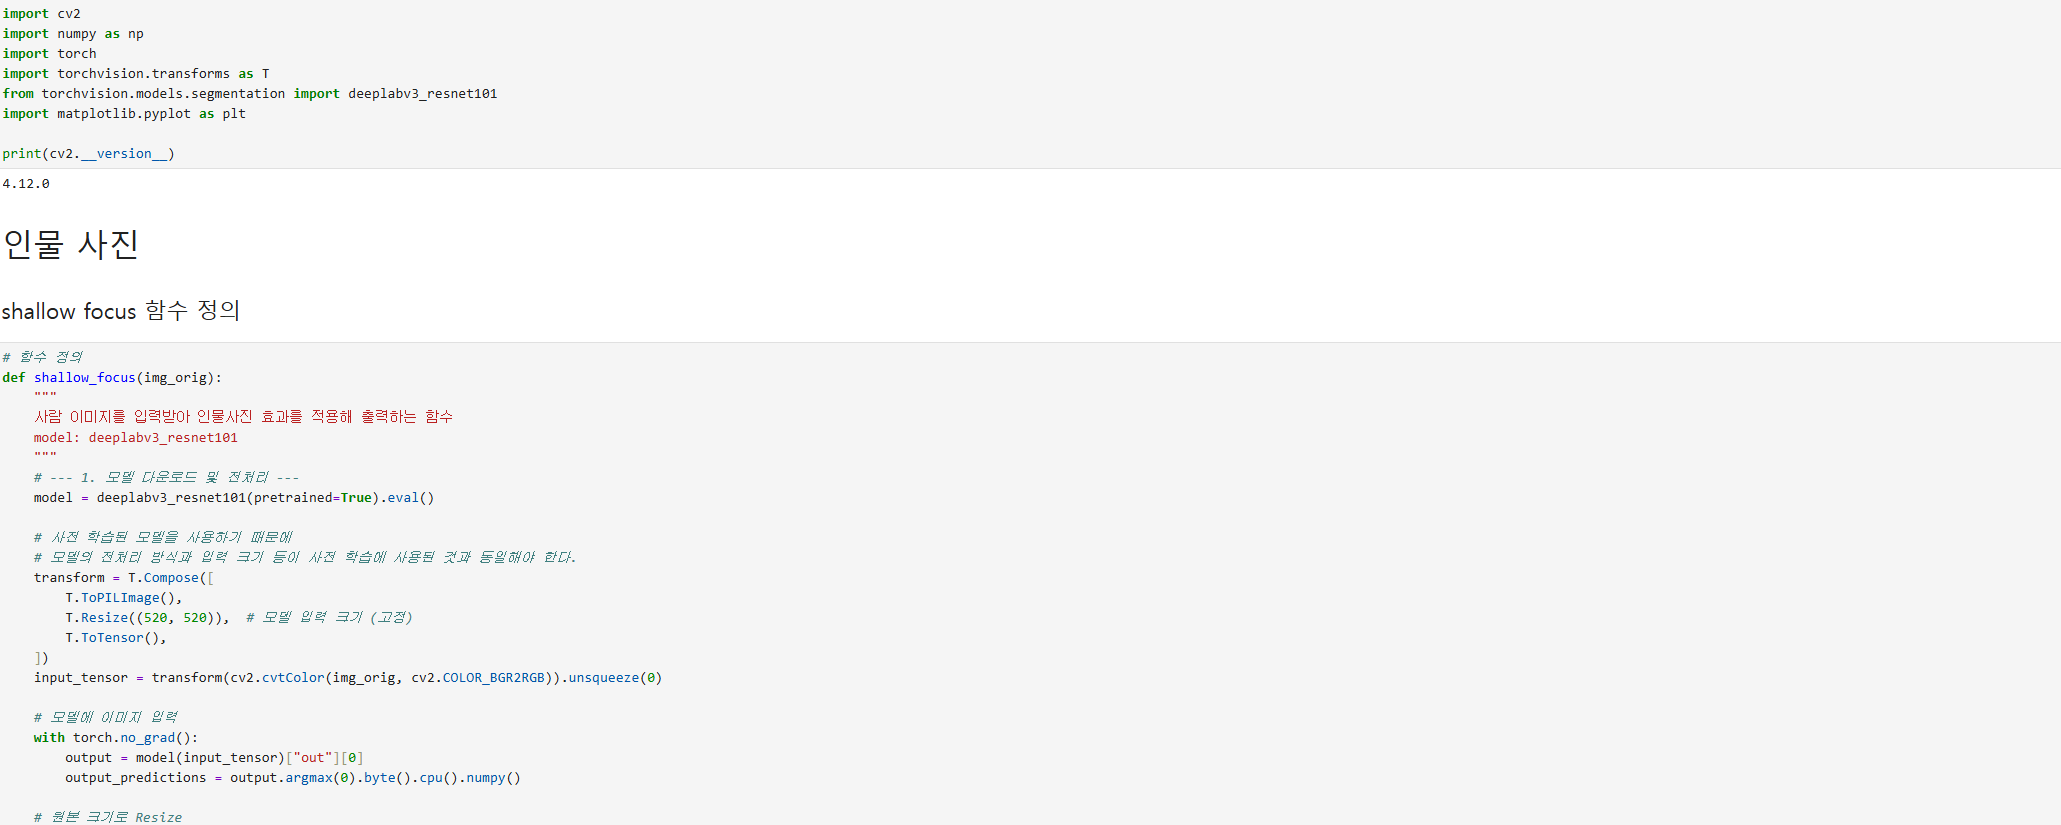 import cv2
import numpy as np
import torch
import torchvision.transforms as T
from torchvision.models.segmentation import deeplabv3_resnet101
import matplotlib.pyplot as plt

print(cv2.__version__)
4.12.0
인물 사진
shallow focus 함수 정의
# 함수 정의
def shallow_focus(img_orig):
    """
    사람 이미지를 입력받아 인물사진 효과를 적용해 출력하는 함수
    model: deeplabv3_resnet101
    """
    # --- 1. 모델 다운로드 및 전처리 ---
    model = deeplabv3_resnet101(pretrained=True).eval()

    # 사전 학습된 모델을 사용하기 때문에
    # 모델의 전처리 방식과 입력 크기 등이 사전 학습에 사용된 것과 동일해야 한다.
    transform = T.Compose([
        T.ToPILImage(),
        T.Resize((520, 520)),  # 모델 입력 크기 (고정)
        T.ToTensor(),
    ])
    input_tensor = transform(cv2.cvtColor(img_orig, cv2.COLOR_BGR2RGB)).unsqueeze(0)

    # 모델에 이미지 입력
    with torch.no_grad():
        output = model(input_tensor)["out"][0]
        output_predictions = output.argmax(0).byte().cpu().numpy()

    # 원본 크기로 Resize